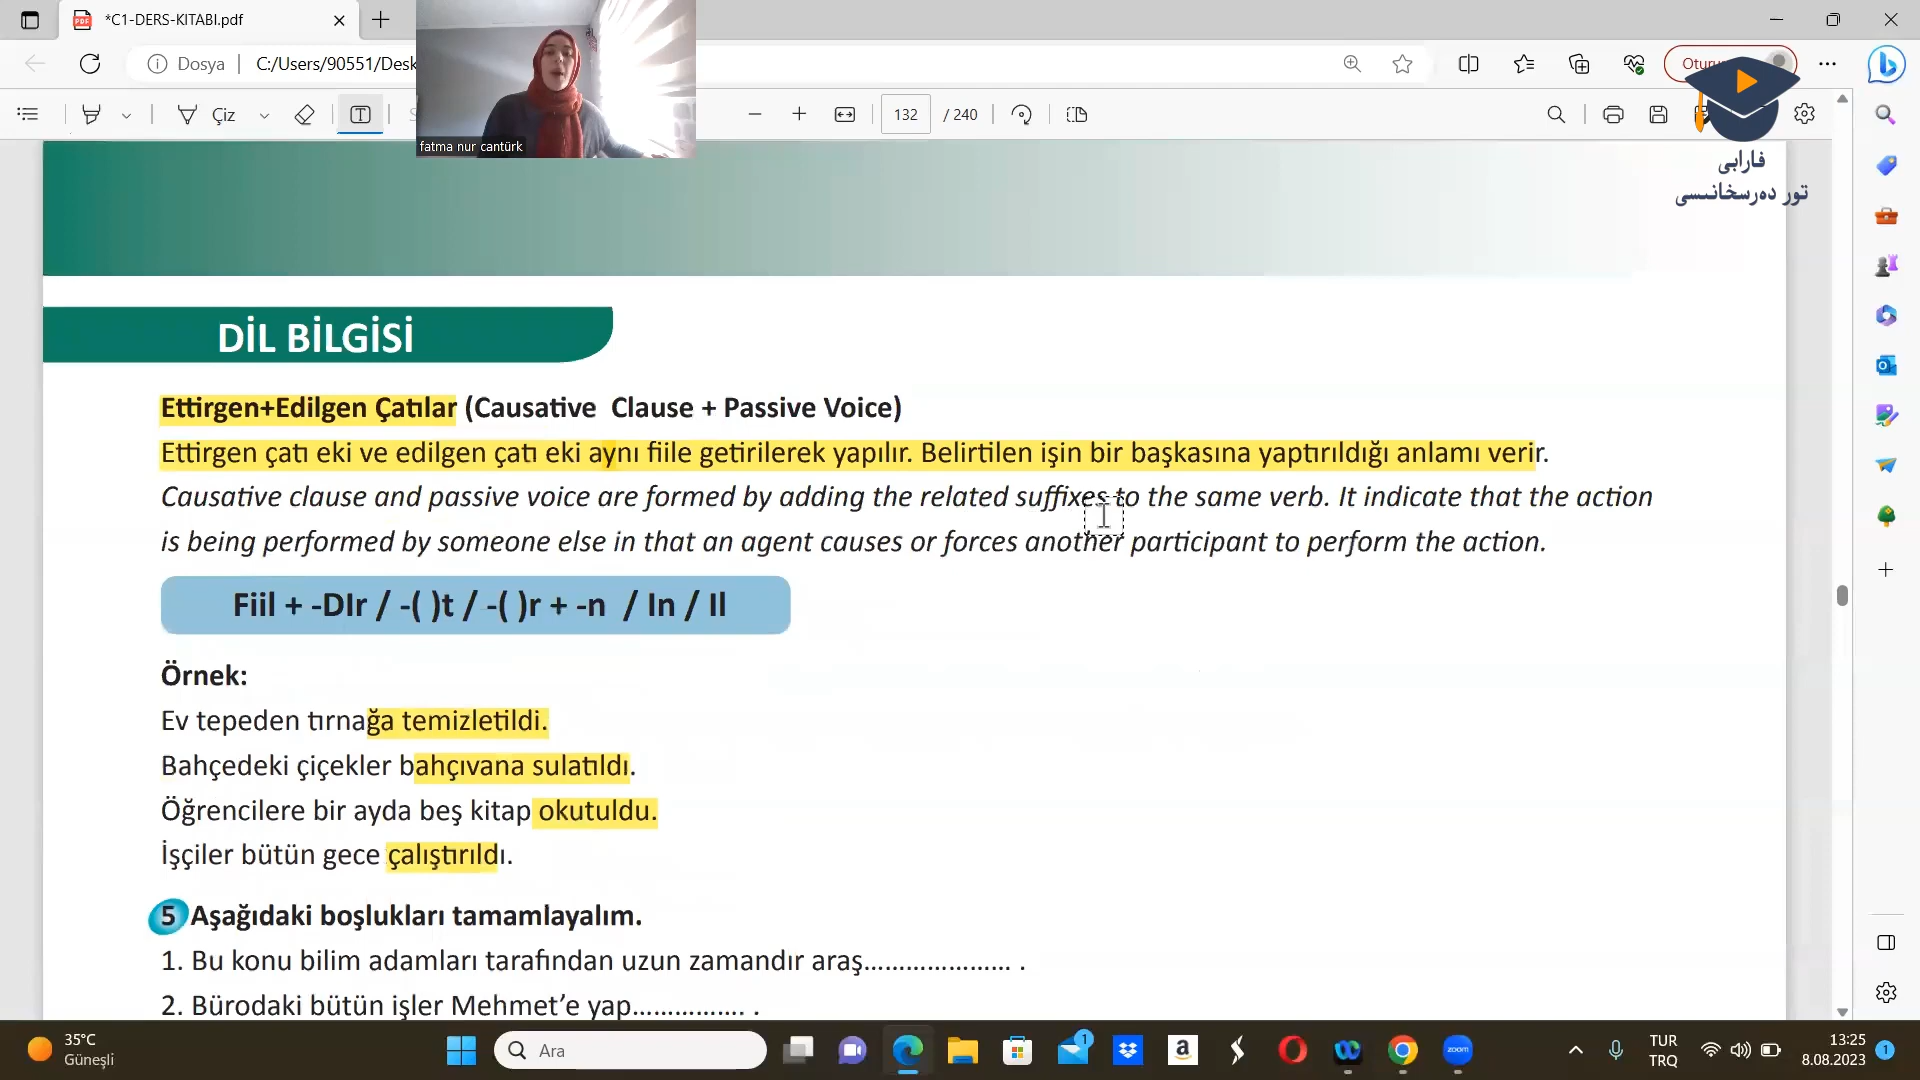 *C1-DERS-KITABI.pdf
Dosya
C:/Users/90551/Desk
Çiz
132 / 240
fatma nur cantürk
فارابى
تور دەرسخانىسى
DİL BİLGİSİ
Ettirgen+Edilgen Çatılar (Causative Clause + Passive Voice)
Ettirgen çatı eki ve edilgen çatı eki aynı fiile getirilerek yapılır. Belirtilen işin bir başkasına yaptırıldığı anlamı verir.
Causative clause and passive voice are formed by adding the related suffixes to the same verb. It indicate that the action
is being performed by someone else in that an agent causes or forces another participant to perform the action.
Fiil + -DIr / -( )t / -( )r + -n / In / Il
Örnek:
Ev tepeden tırnağa temizletildi.
Bahçedeki çiçekler bahçıvana sulatıldı.
Öğrencilere bir ayda beş kitap okutuldu.
İşçiler bütün gece çalıştırıldı.
5 Aşağıdaki boşlukları tamamlayalım.
1. Bu konu bilim adamları tarafından uzun zamandır araş..................... .
2. Bürodaki bütün işler Mehmet’e yap................. .
35°C
Güneşli
Ara
1
zoom
TUR
TRQ
13:25
8.08.2023
1